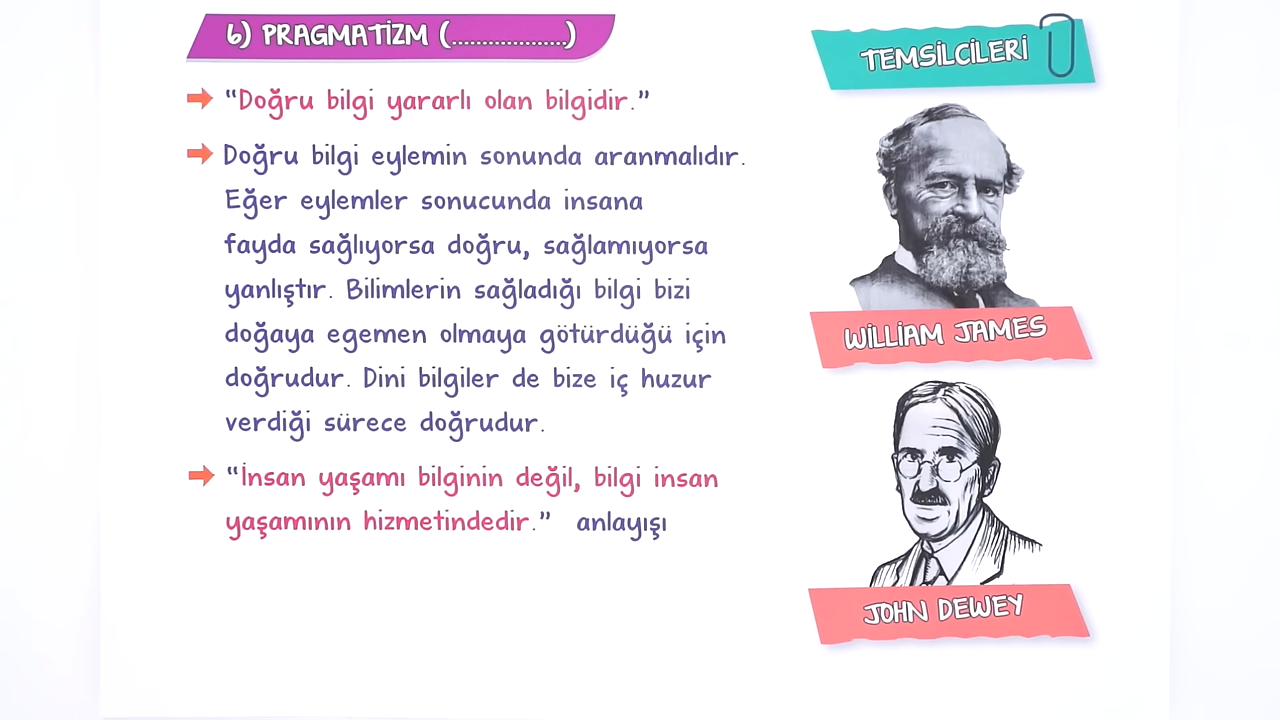 6) PRAGMATİZM (...................)
"Doğru bilgi yararlı olan bilgidir."
Doğru bilgi eylemin sonunda aranmalıdır.
Eğer eylemler sonucunda insana
fayda sağlıyorsa doğru, sağlamıyorsa
yanlıştır. Bilimlerin sağladığı bilgi bizi
doğaya egemen olmaya götürdüğü için
doğrudur. Dini bilgiler de bize iç huzur
verdiği sürece doğrudur.
"İnsan yaşamı bilginin değil, bilgi insan
yaşamının hizmetindedir." anlayışı
TEMSİLCİLERİ
WİLLİAM JAMES
JOHN DEWEY